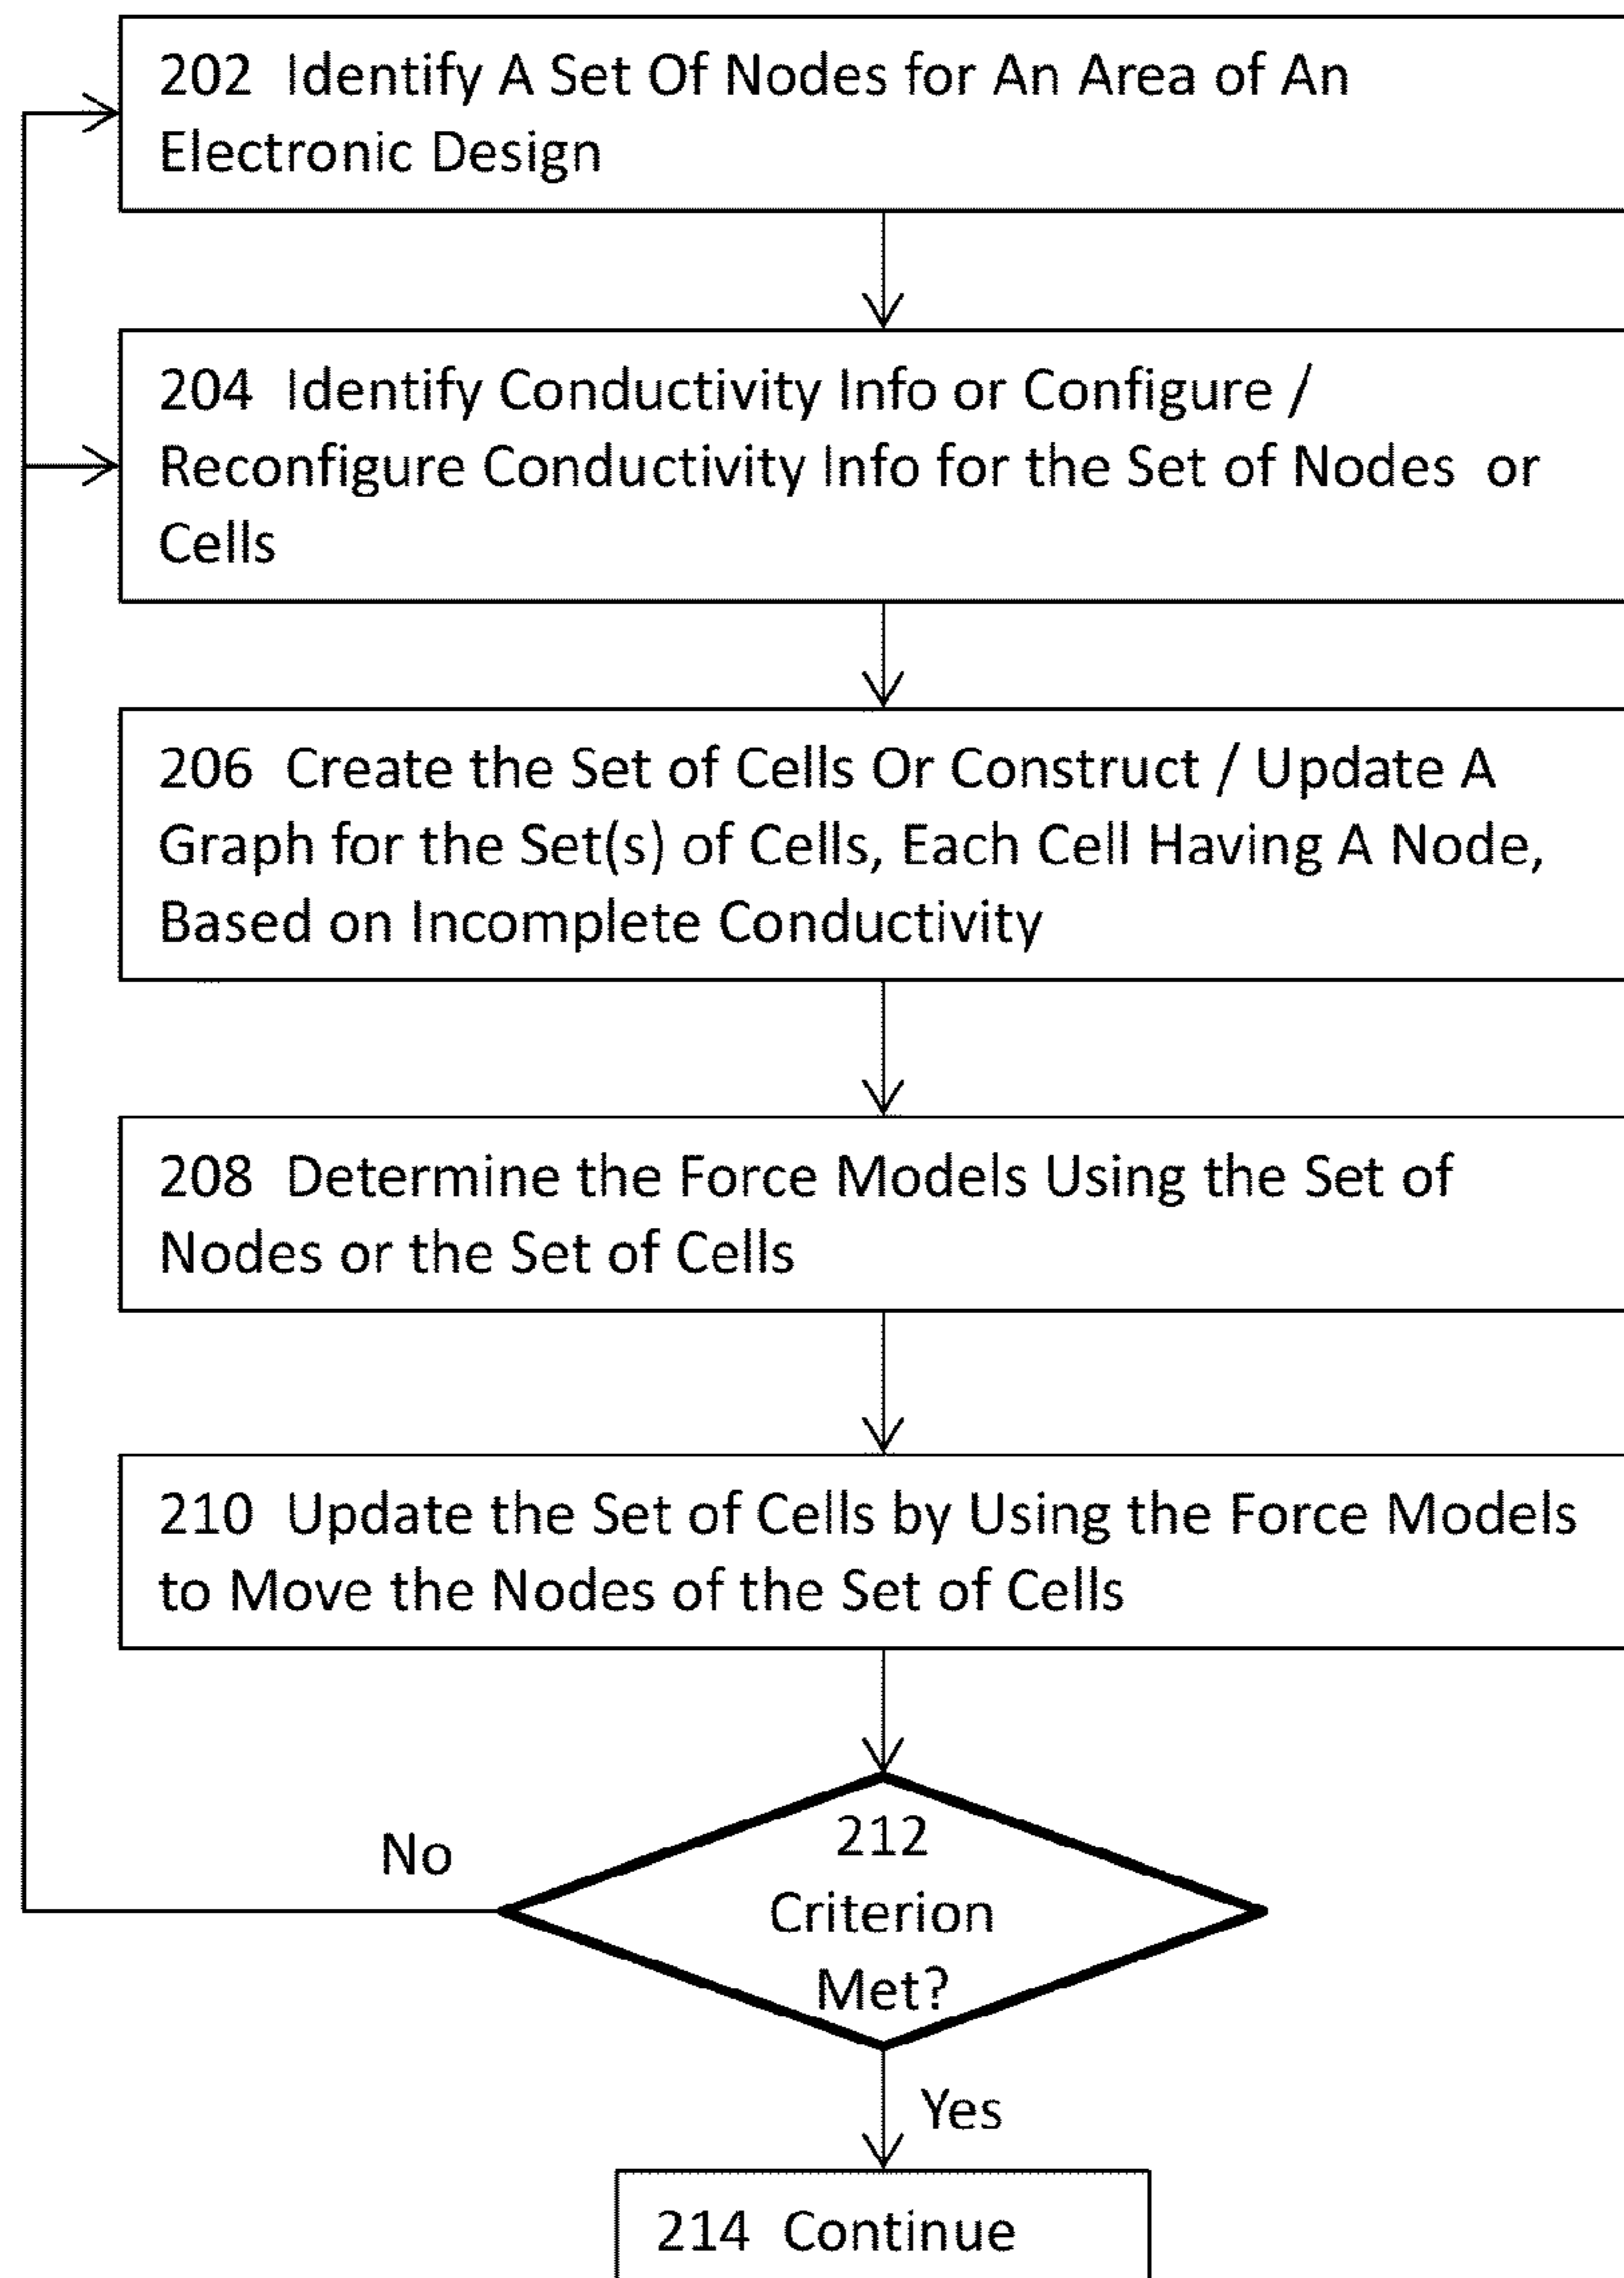 202 Identify A Set Of Nodes for An Area of An
Electronic Design
204 Identify Conductivity Info or Configure /
Reconfigure Conductivity Info for the Set of Nodes or
Cells
206 Create the Set of Cells Or Construct / Update A
Graph for the Set(s) of Cells, Each Cell Having A Node,
Based on Incomplete Conductivity
208 Determine the Force Models Using the Set of
Nodes or the Set of Cells
210 Update the Set of Cells by Using the Force Models
to Move the Nodes of the Set of Cells
212
Criterion
Met?
No
Yes
214 Continue